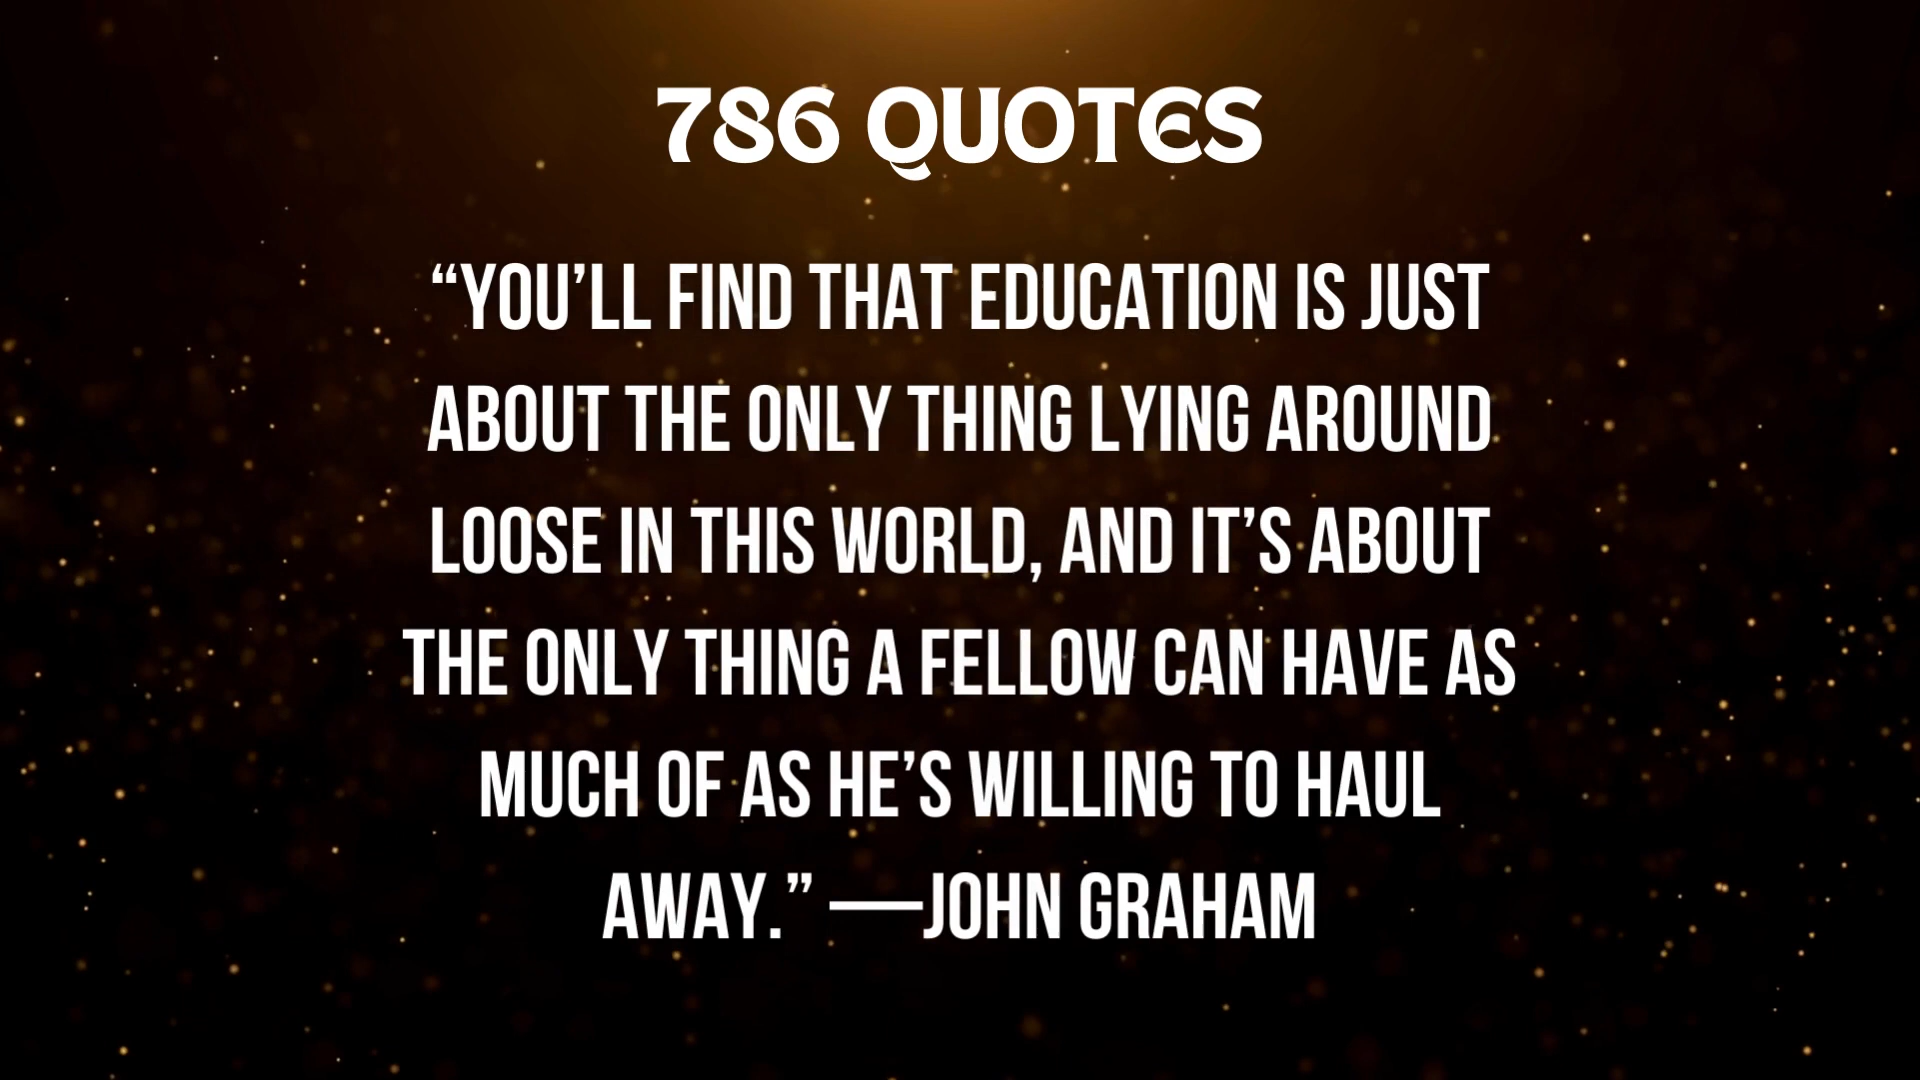 786 QUOTES
“YOU’LL FIND THAT EDUCATION IS JUST
ABOUT THE ONLY THING LYING AROUND
LOOSE IN THIS WORLD, AND IT’S ABOUT
THE ONLY THING A FELLOW CAN HAVE AS
MUCH OF AS HE’S WILLING TO HAUL
AWAY.” —JOHN GRAHAM